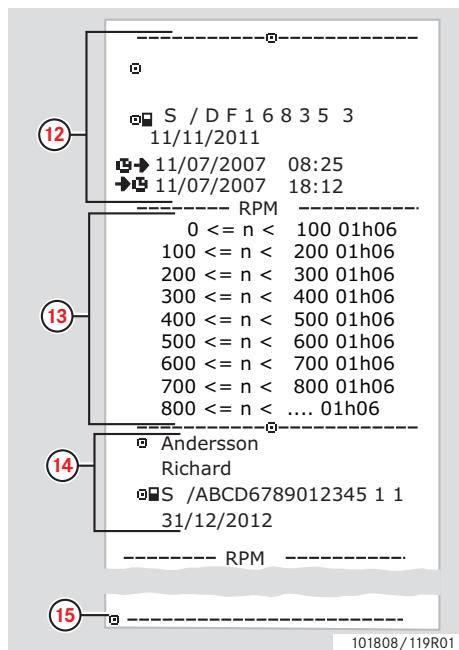 12
S / D F 1 6 8 3 5 3
11/11/2011
11/07/2007 08:25
11/07/2007 18:12
-------- RPM ----------
13
0 <= n < 100 01h06
100 <= n < 200 01h06
200 <= n < 300 01h06
300 <= n < 400 01h06
400 <= n < 500 01h06
500 <= n < 600 01h06
600 <= n < 700 01h06
700 <= n < 800 01h06
800 <= n < .... 01h06
14
Andersson
Richard
S /ABCD6789012345 1 1
31/12/2012
-------- RPM ----------
15
101808/119R01